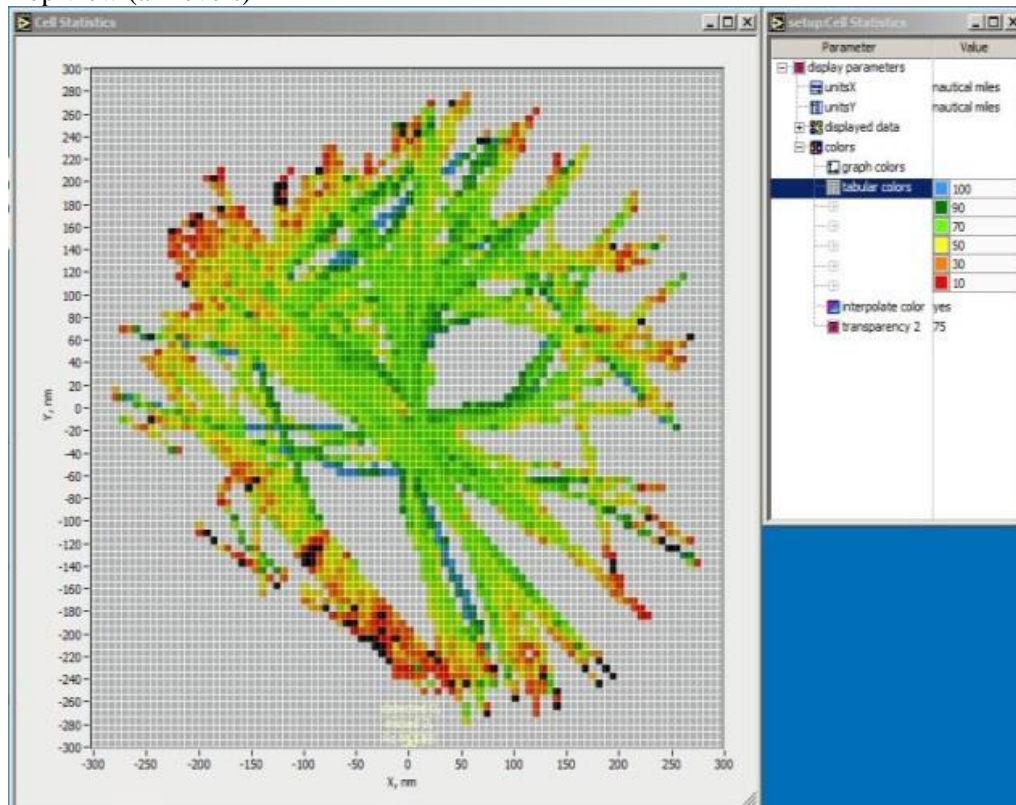 Cell Statistics
300
280
260
240
220
200
180
160
140
120
100
80
60
40
20
0
-20
-40
-60
-80
-100
-120
-140
-160
-180
-200
-220
-240
-260
-280
-300
Y, nm
-300 -250 -200 -150 -100 -50 0 50 100 150 200 250 300
X, nm
setup:Cell Statistics
Parameter Value
display parameters
unitsX nautical miles
unitsY nautical miles
displayed data
colors
graph colors
tabular colors 100
90
70
50
30
10
interpolate color yes
transparency 2 75